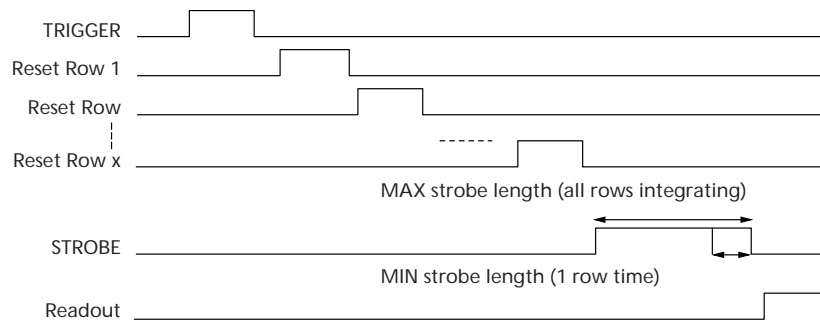 TRIGGER
Reset Row 1
Reset Row
Reset Row x
MAX strobe length (all rows integrating)
STROBE
MIN strobe length (1 row time)
Readout